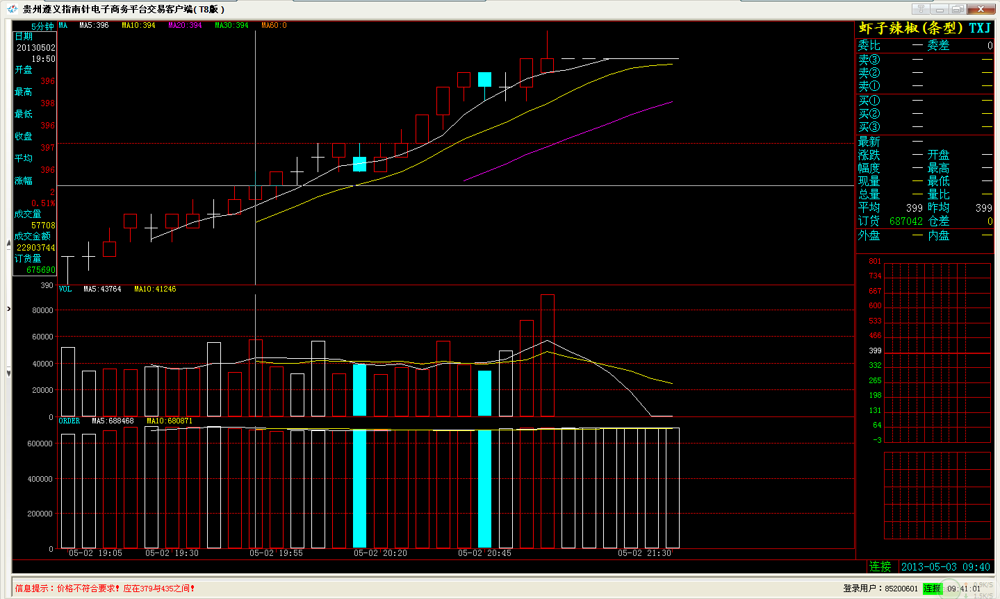 贵州遵义指南针电子商务平台交易客户端( T8版 )
5分钟 MA MA5:396 MA10:394 MA20:394 MA30:394 MA60:0
日期
20130502
19:50
开盘
396
最高
398
最低
396
收盘
397
平均
396
涨幅
2
0.51%
成交量
57708
成交金额
22903744
订货量
675690
390
VOL MA5:43764 MA10:41246
80000
60000
40000
20000
0
ORDER MA5:688468 MA10:680871
600000
400000
200000
0
05-02 19:05 05-02 19:30 05-02 19:55 05-02 20:20 05-02 20:45 05-02 21:30
虾子辣椒(条型) TXJ
委比 — 委差 0
卖③ — —
卖② — —
卖① — —
买① — —
买② — —
买③ — —
最新 —
涨跌 — 开盘 —
幅度 — 最高 —
现量 — 最低 —
总量 — 量比 —
平均 399 昨均 399
订货 687042 仓差 0
外盘 — 内盘 —
801
734
667
600
533
466
399
332
265
198
131
64
-3
连接 2013-05-03 09:40
信息提示：价格不符合要求！应在379与435之间！
登录用户：85200601 连接 09:41:01
0.9K/S
1.5K/S